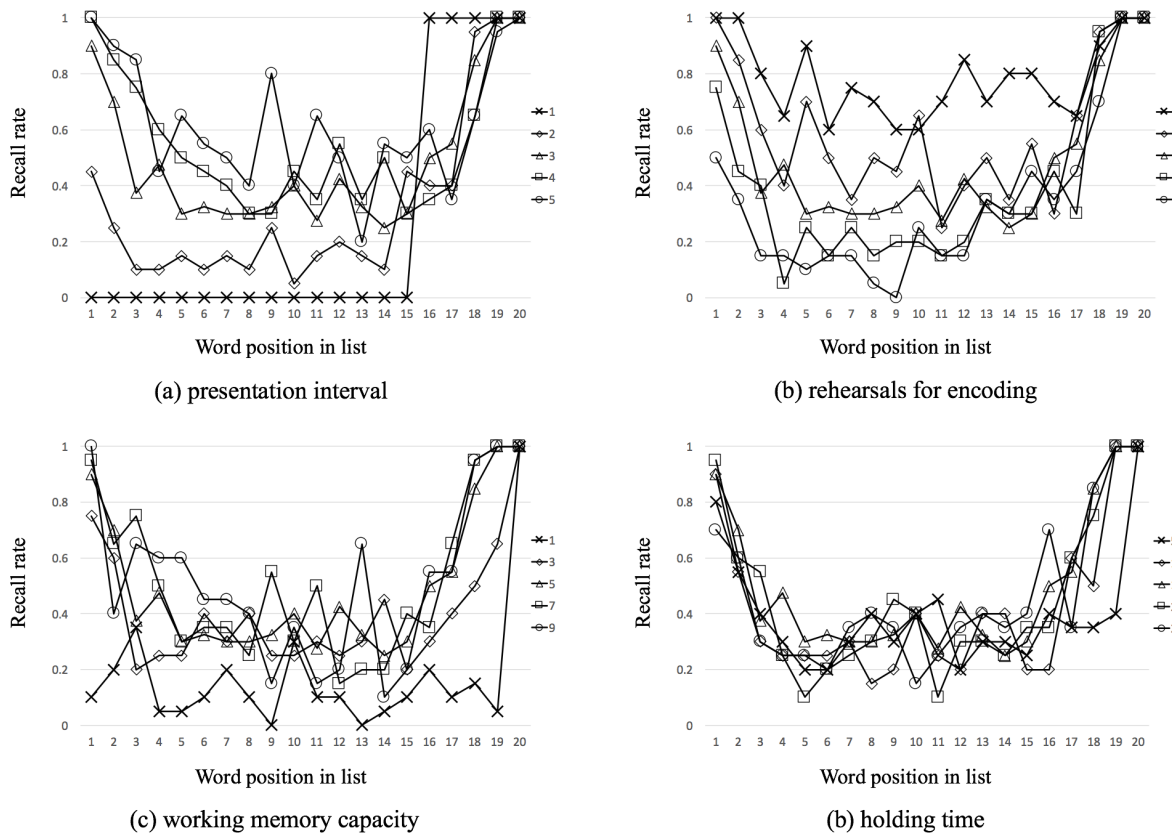 Recall rate
1
0.8
0.6
0.4
0.2
0
1 2 3 4 5 6 7 8 9 10 11 12 13 14 15 16 17 18 19 20
1
2
3
4
5
Word position in list
(a) presentation interval
Recall rate
1
0.8
0.6
0.4
0.2
0
1 2 3 4 5 6 7 8 9 10 11 12 13 14 15 16 17 18 19 20
Word position in list
(b) rehearsals for encoding
Recall rate
1
0.8
0.6
0.4
0.2
0
1 2 3 4 5 6 7 8 9 10 11 12 13 14 15 16 17 18 19 20
1
3
5
7
9
Word position in list
(c) working memory capacity
Recall rate
1
0.8
0.6
0.4
0.2
0
1 2 3 4 5 6 7 8 9 10 11 12 13 14 15 16 17 18 19 20
Word position in list
(b) holding time